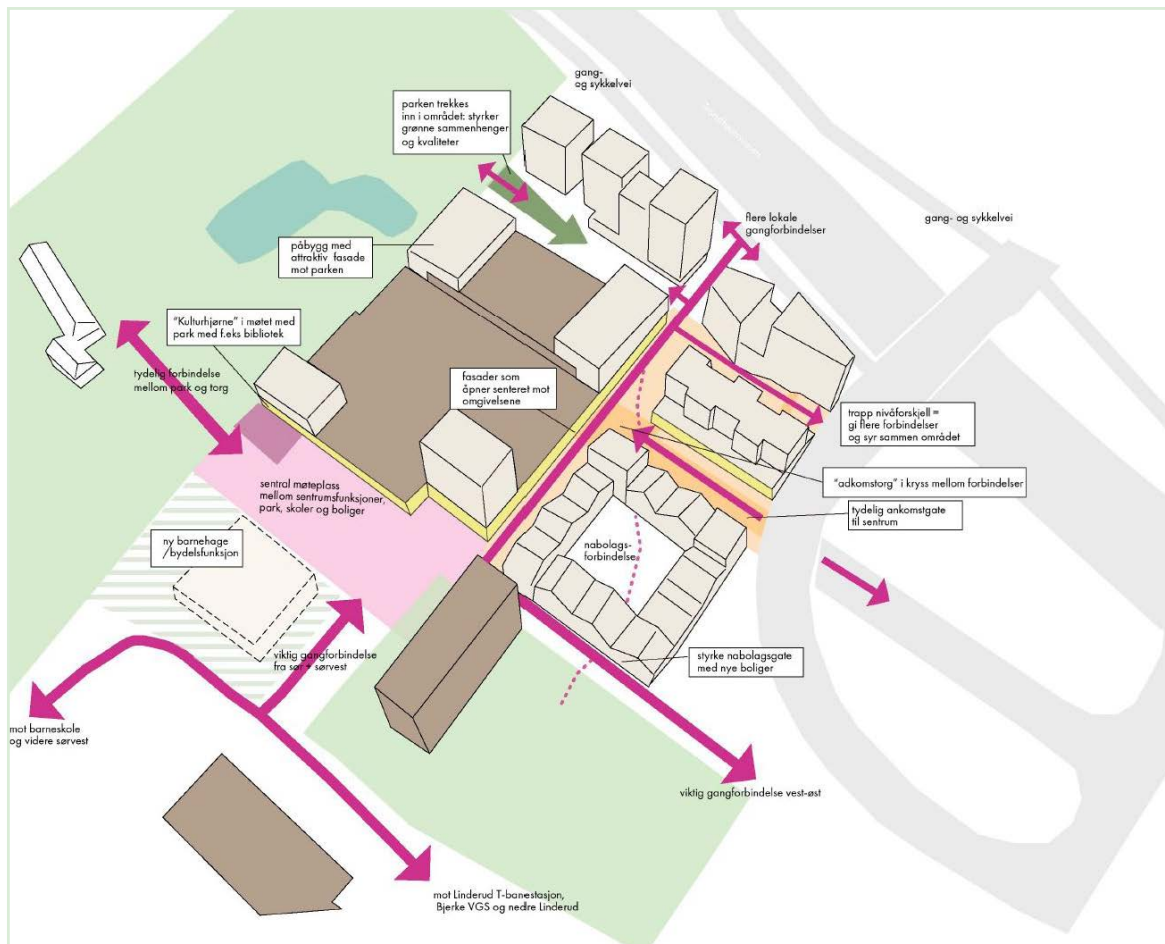 gang-
og sykkelvei
parken trekkes
inn i området: styrker
grønne sammenhenger
og kvaliteter
flere lokale
gangforbindelser
gang- og sykkelvei
påbygg med
attraktiv fasade
mot parken
"Kulturhjørne" i møtet med
park med f.eks bibliotek
tydelig forbindelse
mellom park og torg
fasader som
åpner senteret mot
omgivelsene
trapp nivåforskjell =
gi flere forbindelser
og syr sammen området
"adkomstorg" i kryss mellom forbindelser
sentral møteplass
mellom sentrumsfunksjoner,
park, skoler og boliger
tydelig ankomstgate
til sentrum
ny barnehage
/bydelsfunksjon
nabolags-
forbindelse
viktig gangforbindelse
fra sør + sørvest
styrke nabolagsgate
med nye boliger
mot barneskole
og videre sørvest
viktig gangforbindelse vest-øst
mot Linderud T-banestasjon,
Bjerke VGS og nedre Linderud